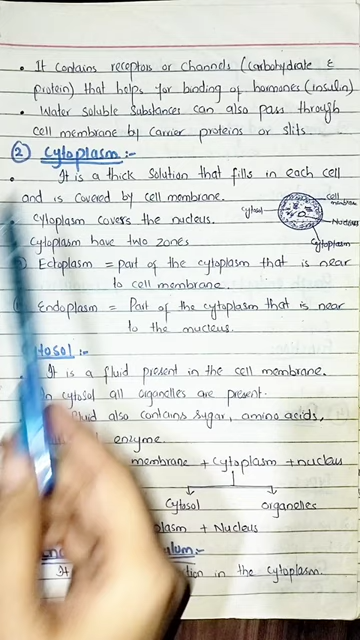 • It contains receptors or channels (carbohydrate &
protein) that helps for binding of hormones (insulin)
• Water soluble substances can also pass through
cell membrane by carrier proteins or slits.
② Cytoplasm :-
• It is a thick solution that fills in each cell
and is covered by cell membrane.
• cytoplasm covers the nucleus.
cytoplasm have two zones
Cytosol
cell
membrane
Nucleus
Cytoplasm
Ectoplasm = part of the cytoplasm that is near
to cell membrane.
Endoplasm = Part of the cytoplasm that is near
to the nucleus.
tosol :-
It is a fluid present in the cell membrane.
In cytosol all organelles are present.
fluid also contains sugar, amino acids,
enzyme.
membrane + cytoplasm + nucleus
Cytosol organelles
plasm + Nucleus
ulum :-
It tion in the cytoplasm.